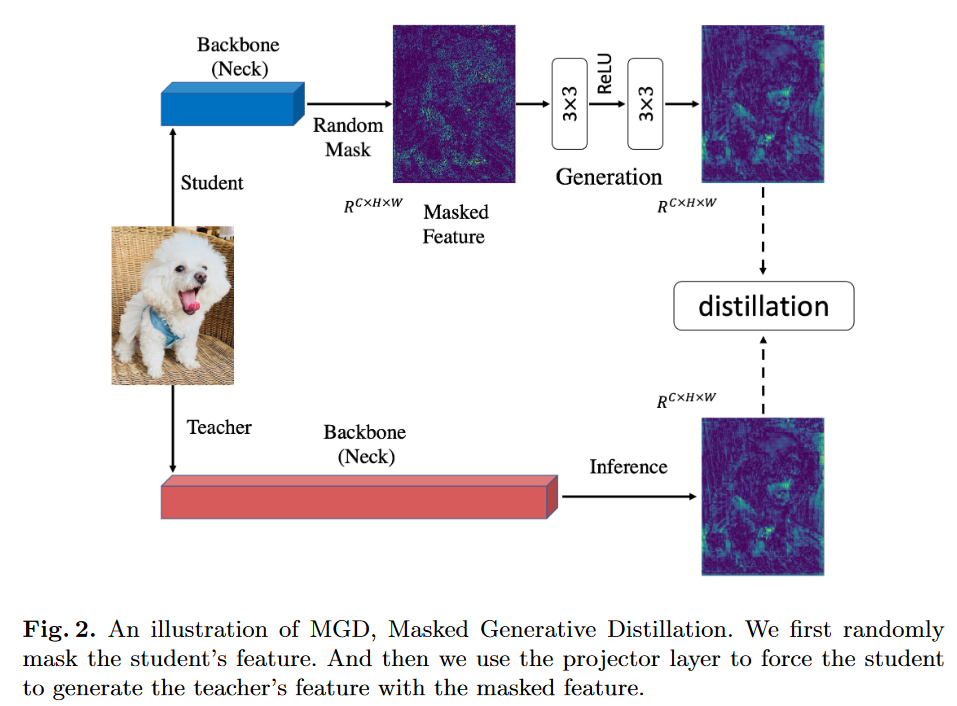 Backbone
(Neck)
Random
Mask
Student
R^{C×H×W}
Masked
Feature
3×3
ReLU
3×3
Generation
R^{C×H×W}
distillation
R^{C×H×W}
Teacher
Backbone
(Neck)
Inference
Fig. 2. An illustration of MGD, Masked Generative Distillation. We first randomly
mask the student's feature. And then we use the projector layer to force the student
to generate the teacher's feature with the masked feature.